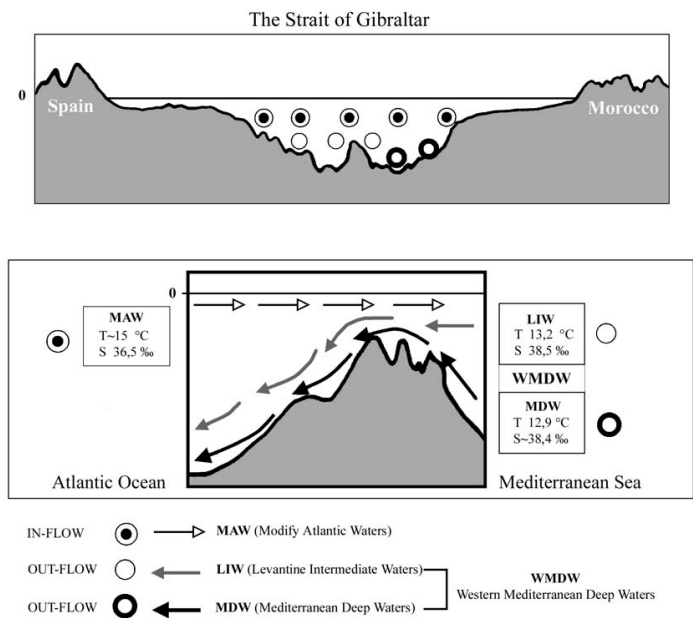 The Strait of Gibraltar
0
Spain
Morocco
0
MAW
T~15 °C
S 36,5 ‰
LIW
T 13,2 °C
S 38,5 ‰
WMDW
MDW
T 12,9 °C
S~38,4 ‰
Atlantic Ocean
Mediterranean Sea
IN-FLOW MAW (Modify Atlantic Waters)
OUT-FLOW LIW (Levantine Intermediate Waters)
OUT-FLOW MDW (Mediterranean Deep Waters)
WMDW
Western Mediterranean Deep Waters